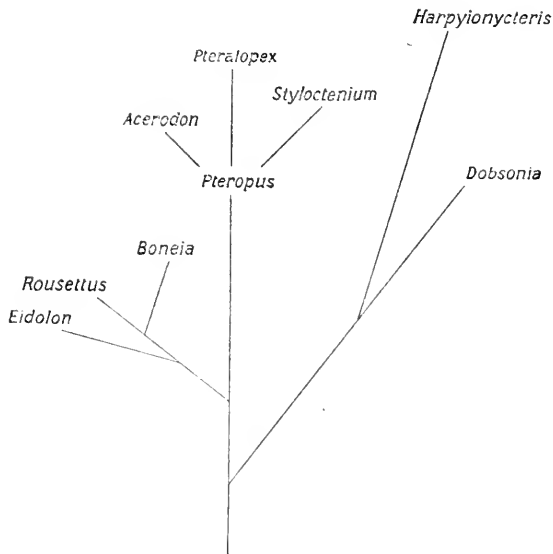 Harpyionycteris
Pteralopex
Styloctenium
Acerodon
Dobsonia
Pteropus
Boneia
Rousettus
Eidolon